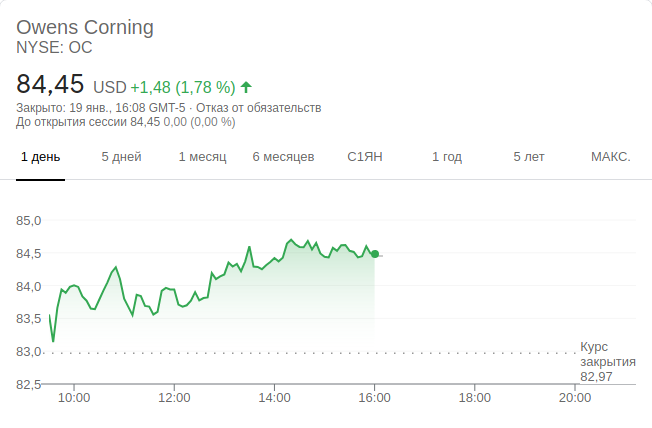 Owens Corning
NYSE: OC
84,45 USD +1,48 (1,78 %)
Закрыто: 19 янв., 16:08 GMT-5 · Отказ от обязательств
До открытия сессии 84,45 0,00 (0,00 %)
1 день 5 дней 1 месяц 6 месяцев С1ЯН 1 год 5 лет МАКС.
85,0
84,5
84,0
83,5
83,0
82,5
Курс
закрытия
82,97
10:00 12:00 14:00 16:00 18:00 20:00